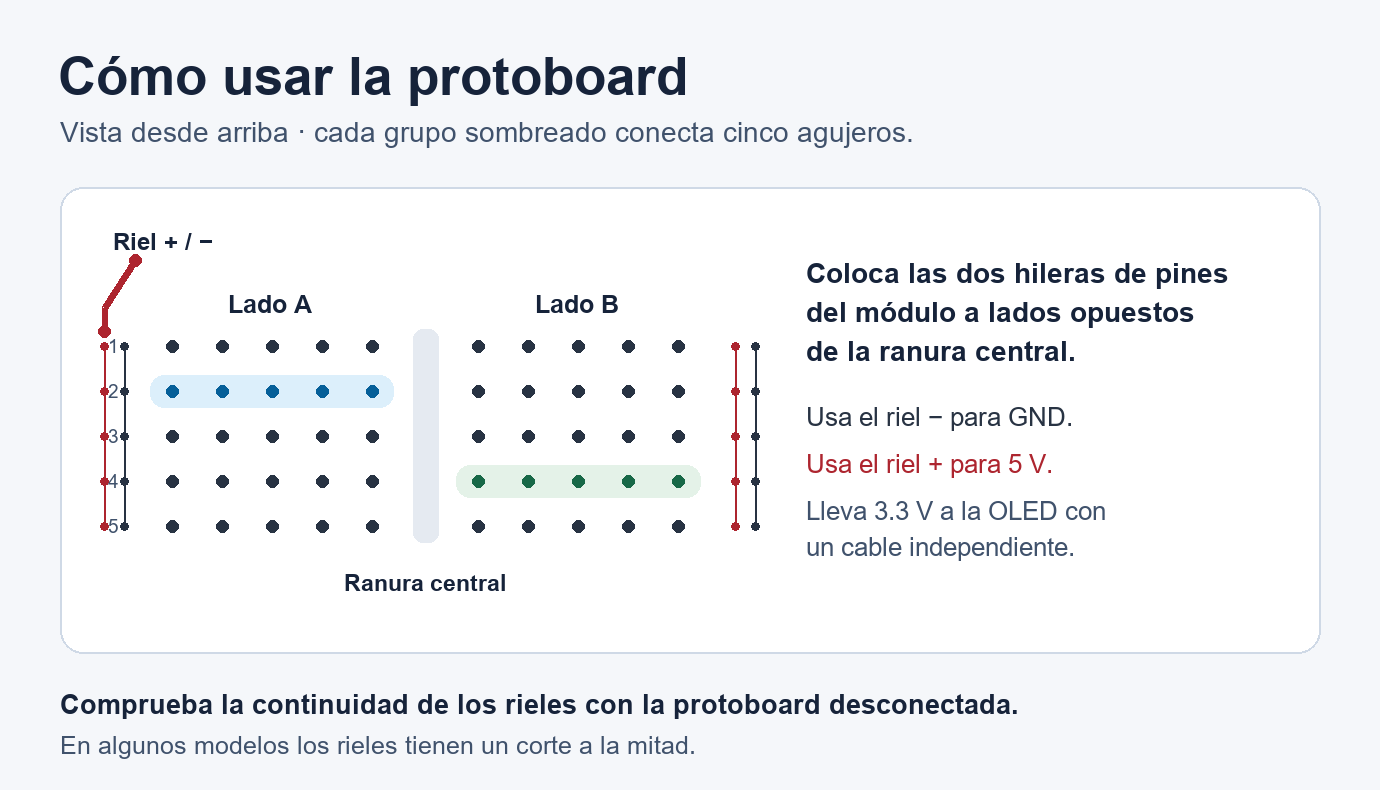 Cómo usar la protoboard
Vista desde arriba · cada grupo sombreado conecta cinco agujeros.
Riel + / −
Lado A
Lado B
1
2
3
4
5
Ranura central
Coloca las dos hileras de pines
del módulo a lados opuestos
de la ranura central.
Usa el riel − para GND.
Usa el riel + para 5 V.
Lleva 3.3 V a la OLED con
un cable independiente.
Comprueba la continuidad de los rieles con la protoboard desconectada.
En algunos modelos los rieles tienen un corte a la mitad.